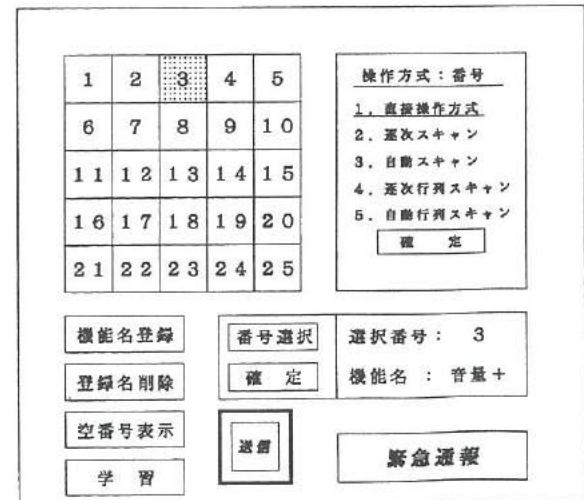 1 2 3 4 5
6 7 8 9 10
11 12 13 14 15
16 17 18 19 20
21 22 23 24 25
操作方式：番号
1．直接操作方式
2．逐次スキャン
3．自動スキャン
4．逐次行列スキャン
5．自動行列スキャン
確　定
機能名登録
登録名削除
空番号表示
学　習
番号選択
確　定
選択番号：　3
機能名　：　音量＋
送信
緊急通報